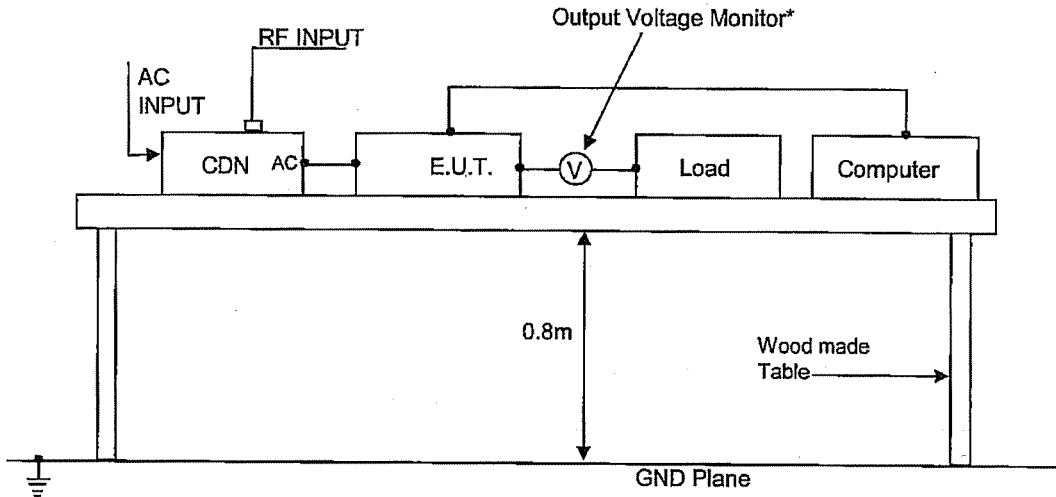 Output Voltage Monitor*
RF INPUT
AC
INPUT
CDN
AC
E.U.T.
V
Load
Computer
0.8m
Wood made
Table
GND Plane